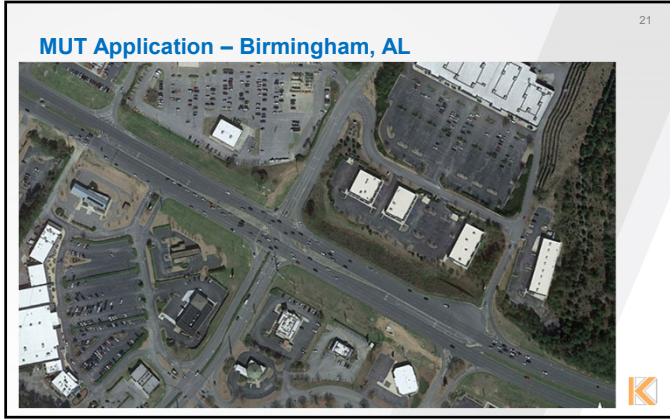 21
MUT Application – Birmingham, AL
K